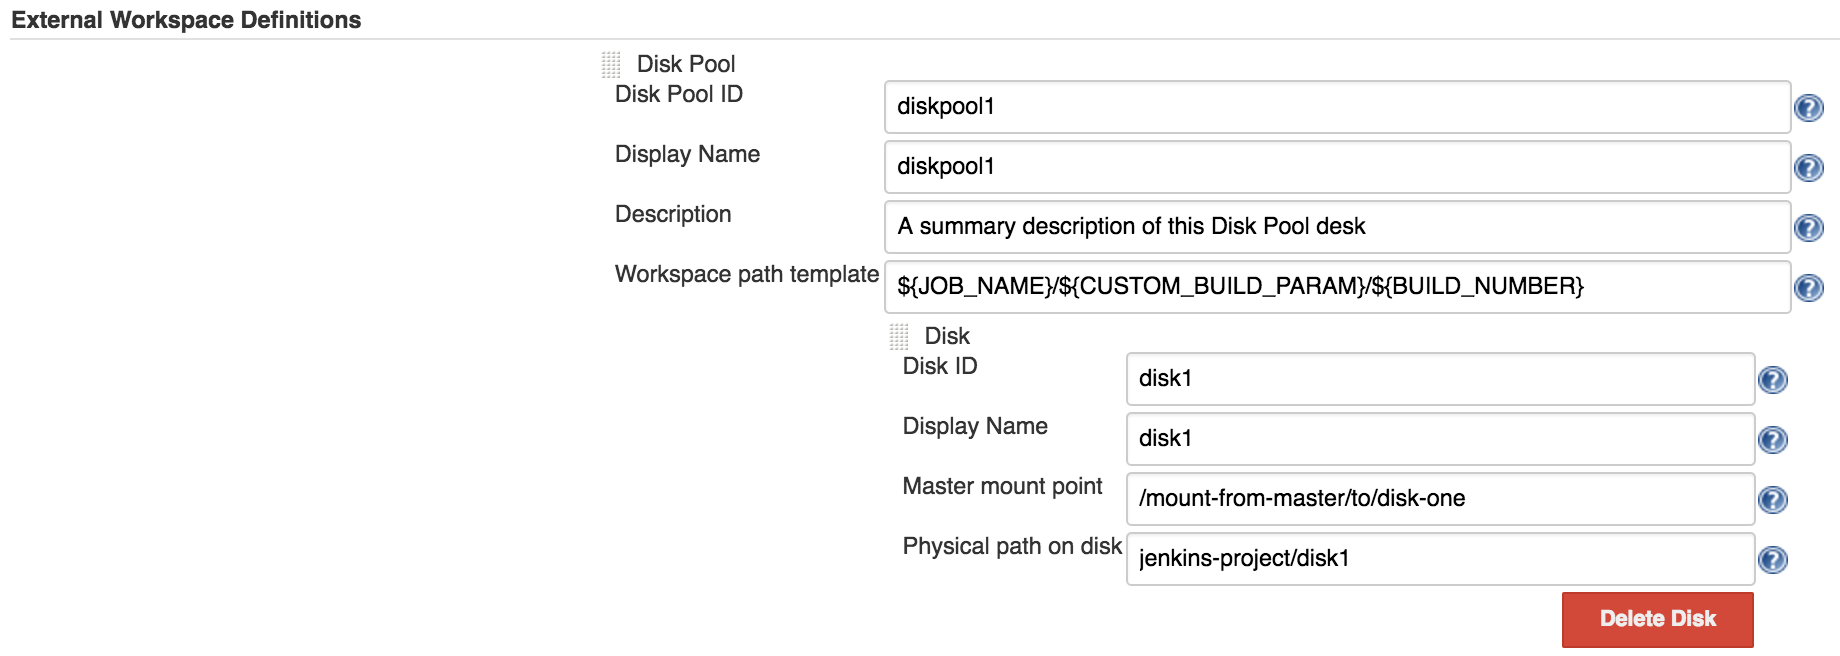 External Workspace Definitions
Disk Pool
Disk Pool ID
diskpool1
Display Name
diskpool1
Description
A summary description of this Disk Pool desk
Workspace path template
${JOB_NAME}/${CUSTOM_BUILD_PARAM}/${BUILD_NUMBER}
Disk
Disk ID
disk1
Display Name
disk1
Master mount point
/mount-from-master/to/disk-one
Physical path on disk
jenkins-project/disk1
Delete Disk